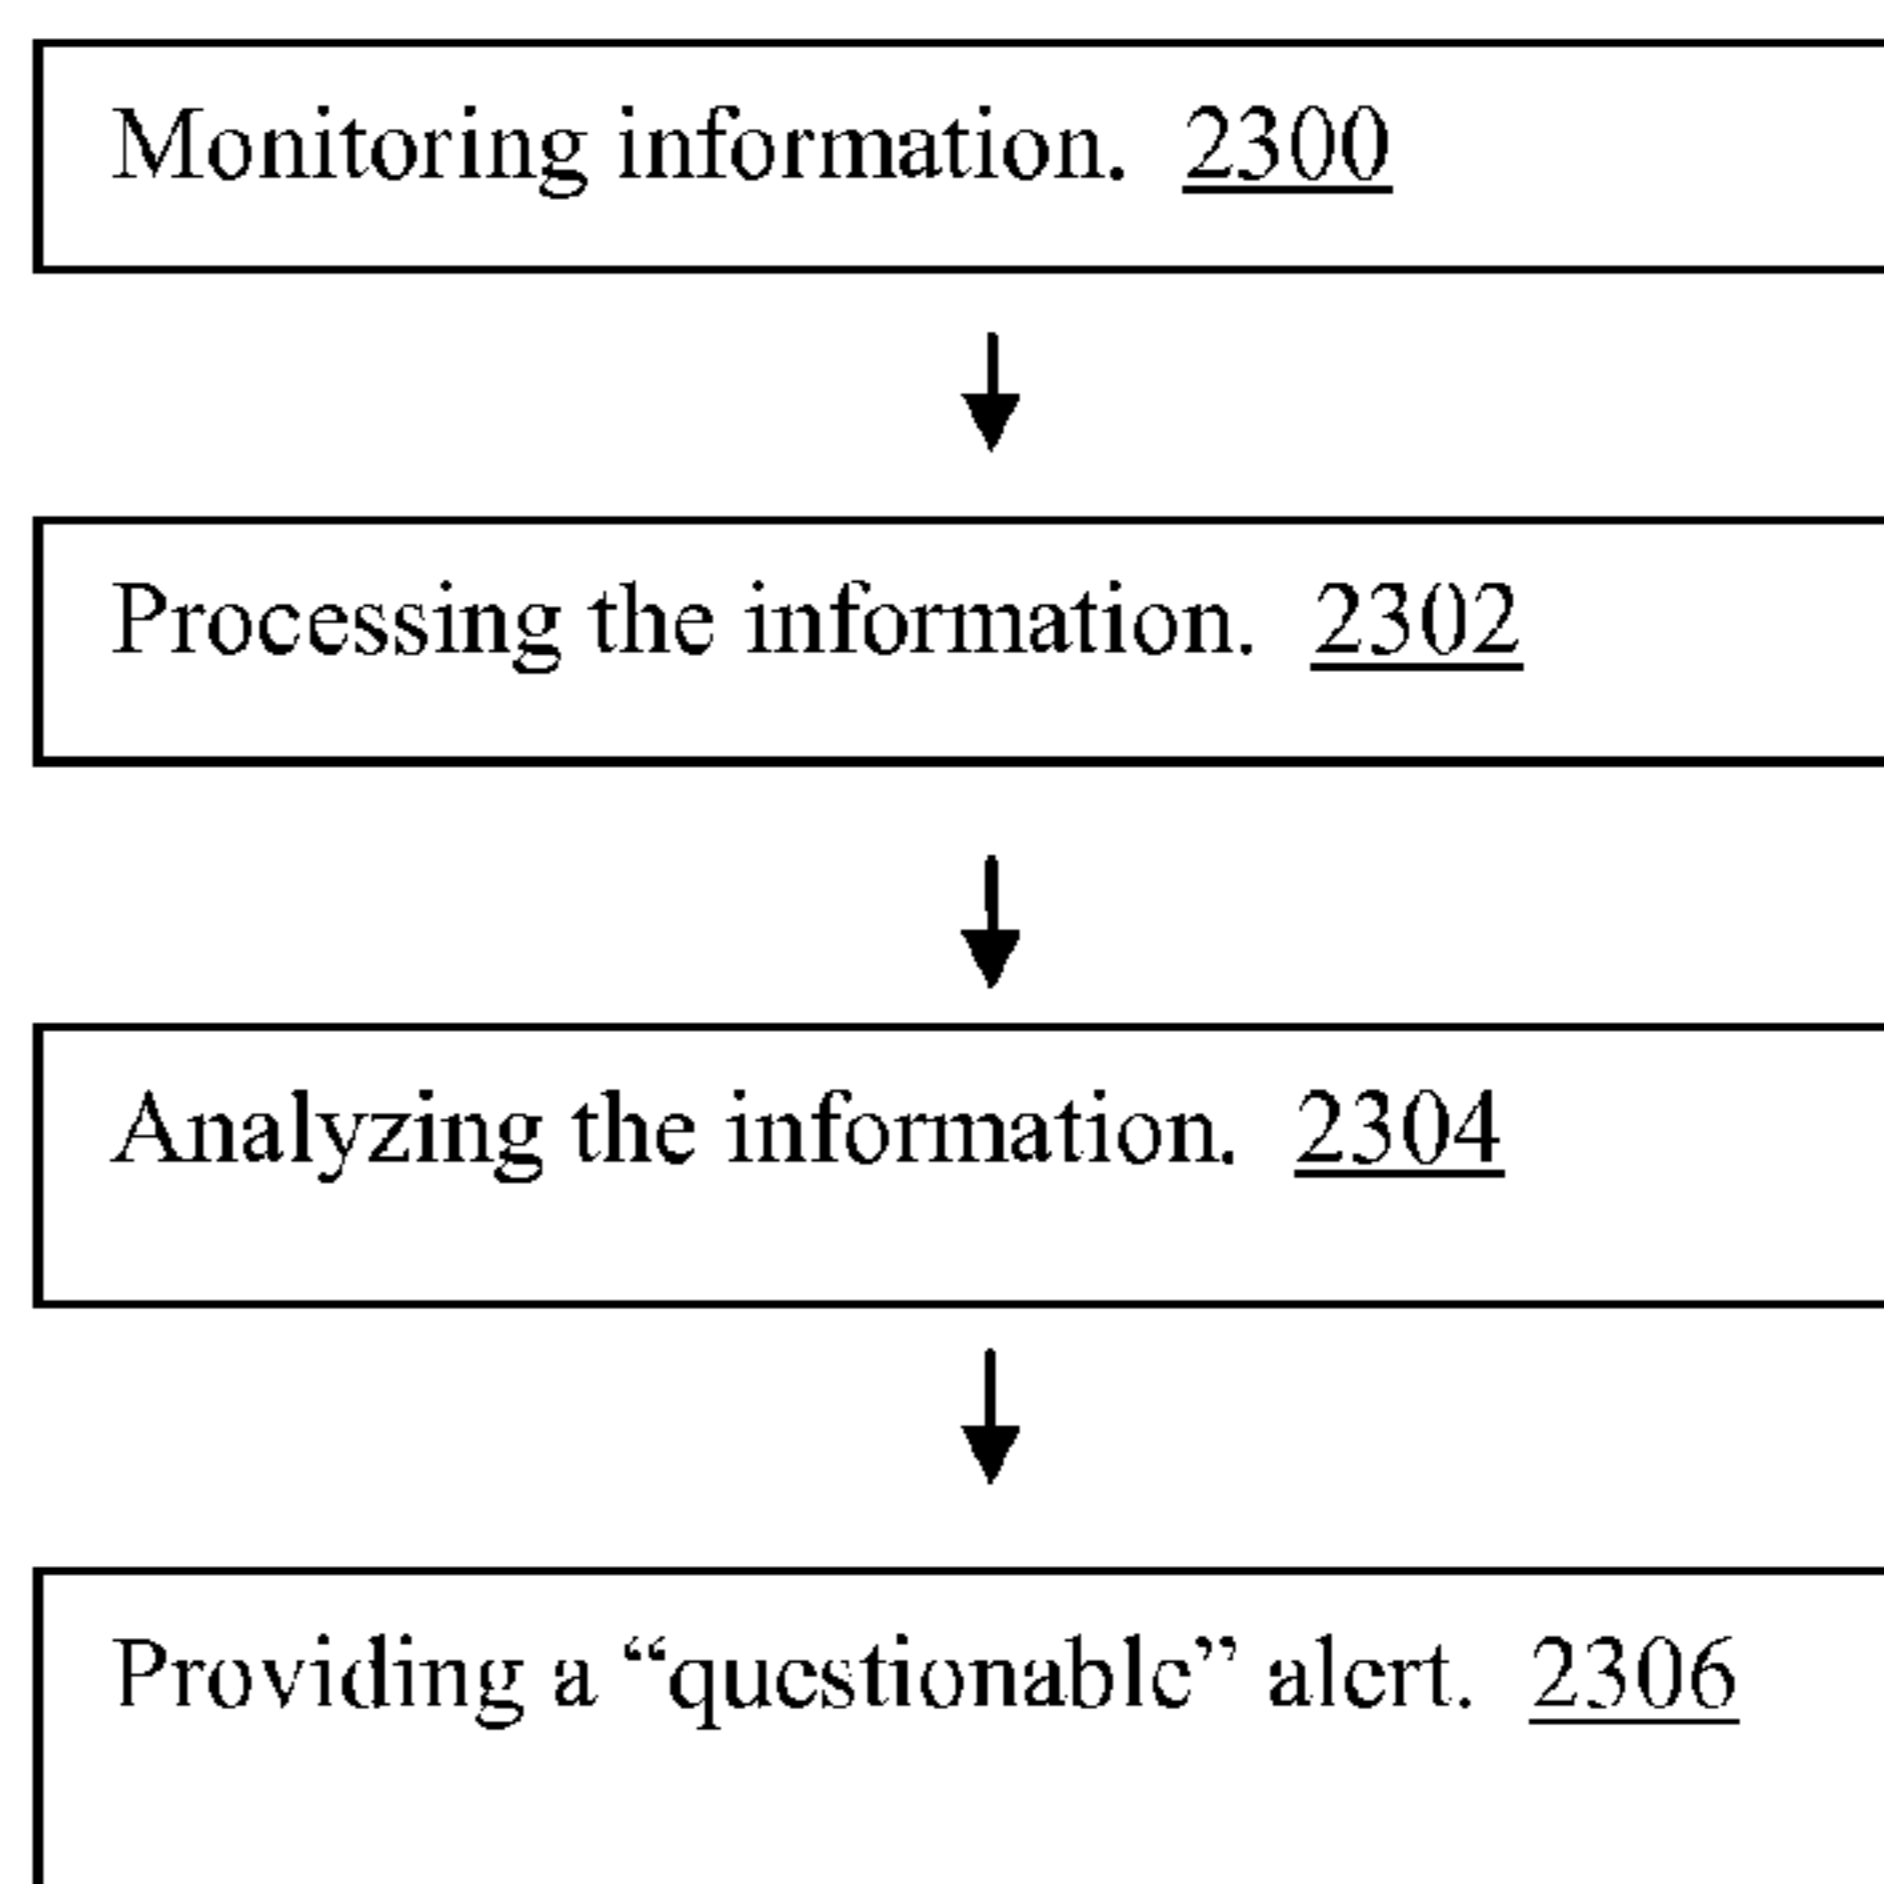 Monitoring information. 2300
Processing the information. 2302
Analyzing the information. 2304
Providing a “questionable” alert. 2306